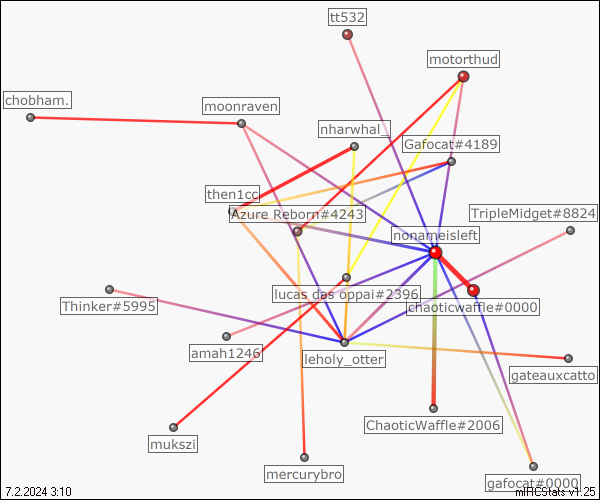 tt532
motorthud
chobham.
moonraven
nharwhal_
Gafocat#4189
then1cc
Azure Reborn#4243
TripleMidget#8824
nonameisleft
lucas das oppai#2396
chaoticwaffle#0000
Thinker#5995
amah1246
leholy_otter
gateauxcatto
ChaoticWaffle#2006
mukszi
mercurybro
gafocat#0000
7.2.2024 3:10
mIRCStats v1.25